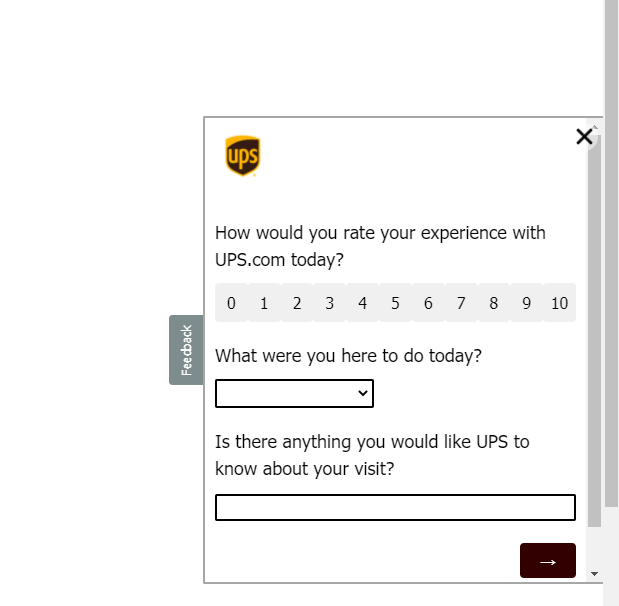 ups
How would you rate your experience with
UPS.com today?
0 1 2 3 4 5 6 7 8 9 10
Feedback
What were you here to do today?
Is there anything you would like UPS to
know about your visit?
→